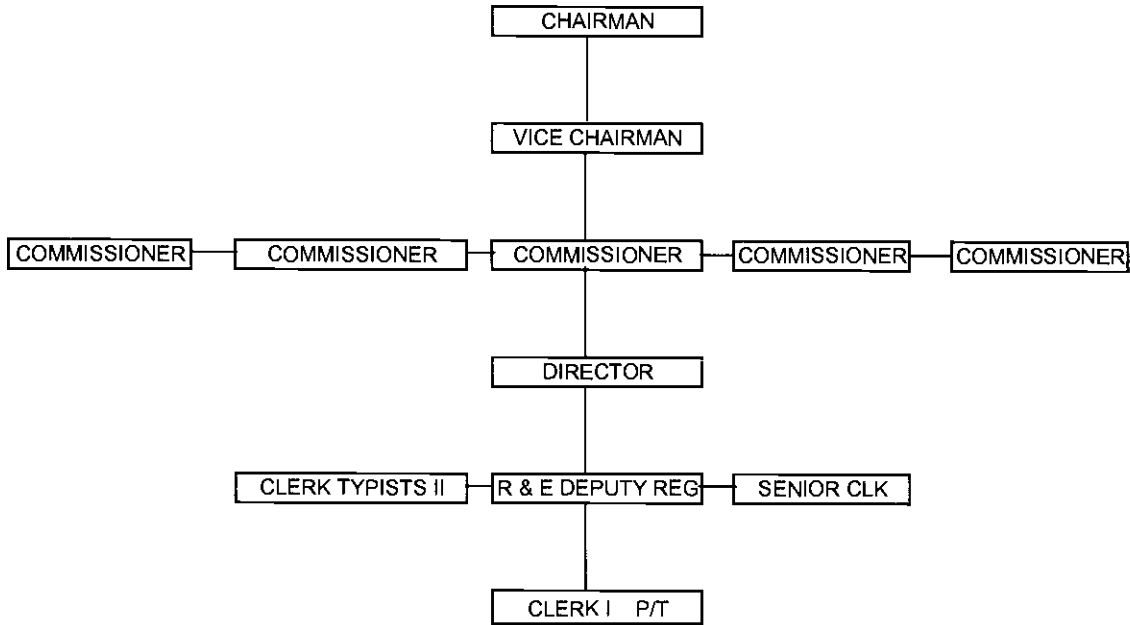 CHAIRMAN
VICE CHAIRMAN
COMMISSIONER COMMISSIONER COMMISSIONER COMMISSIONER COMMISSIONER
DIRECTOR
CLERK TYPISTS II R & E DEPUTY REG SENIOR CLK
CLERK I P/T